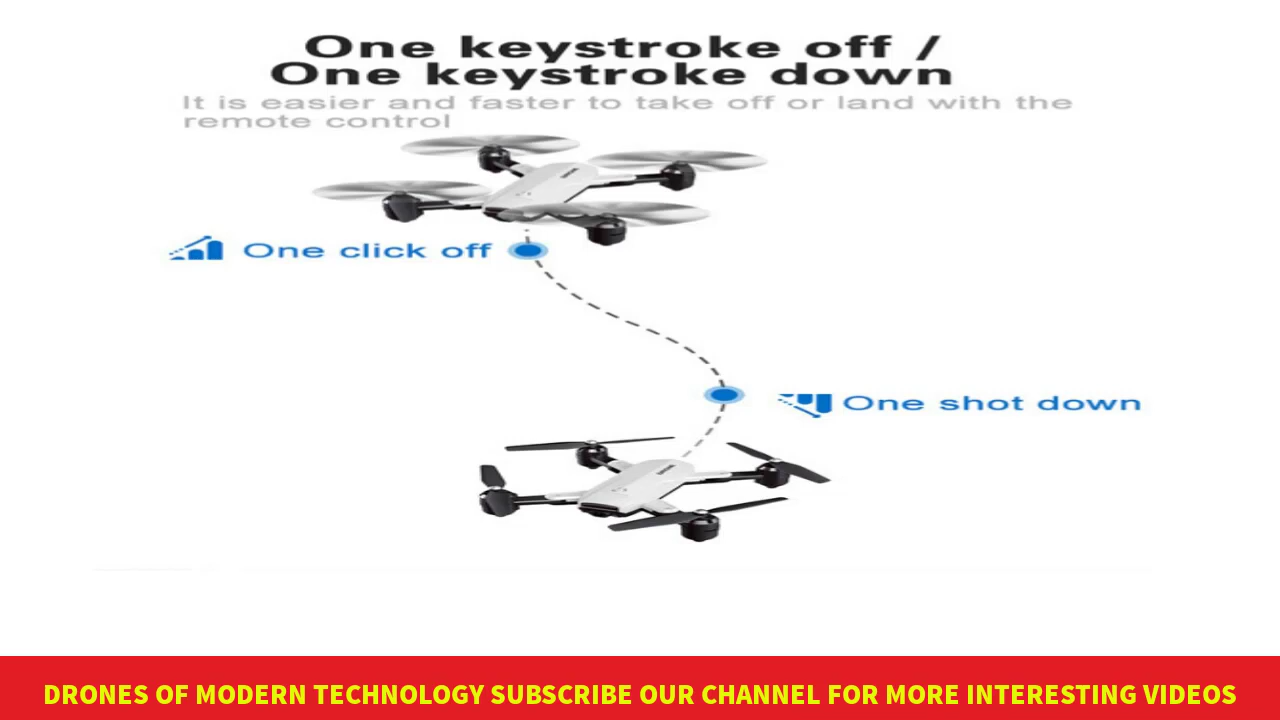 One keystroke off /
One keystroke down
It is easier and faster to take off or land with the
remote control
One click off
One shot down
DRONES OF MODERN TECHNOLOGY SUBSCRIBE OUR CHANNEL FOR MORE INTERESTING VIDEOS